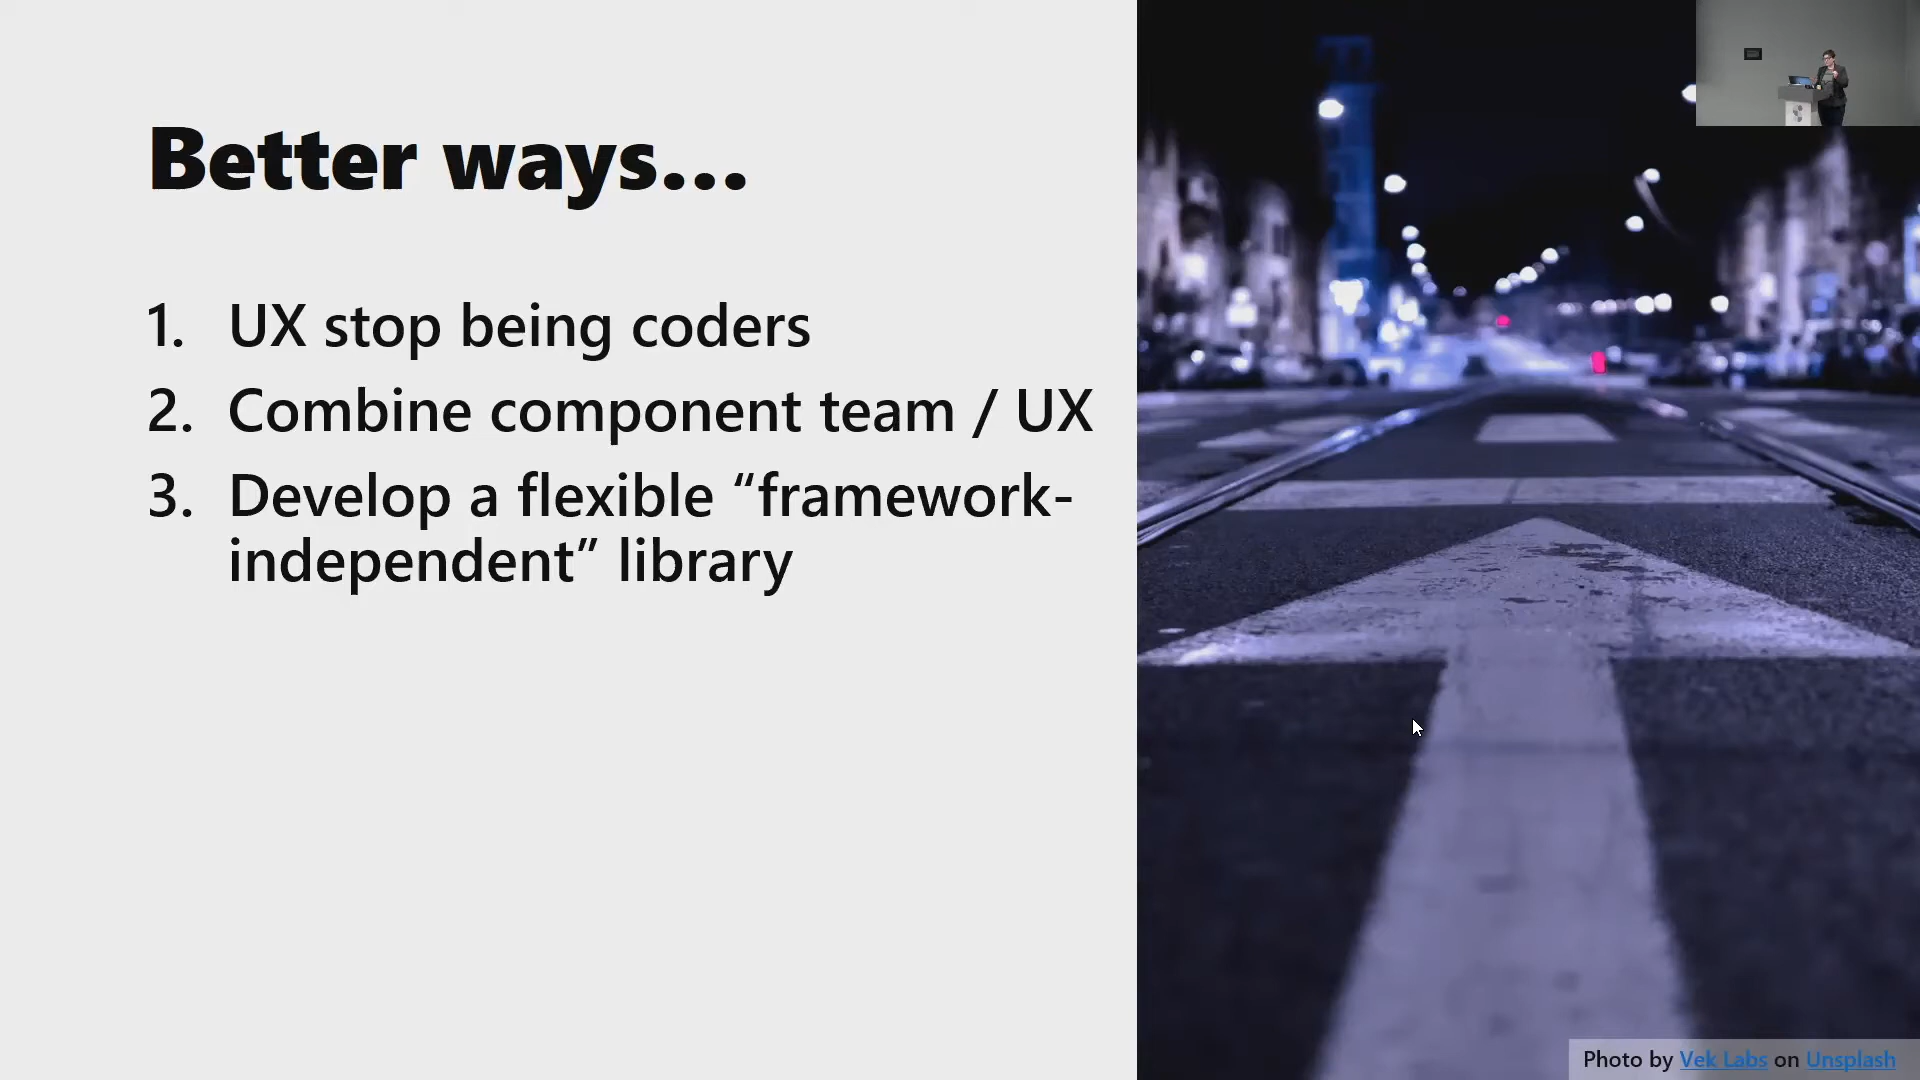 Better ways...
1. UX stop being coders
2. Combine component team / UX
3. Develop a flexible “framework-
independent” library
Photo by Vek Labs on Unsplash